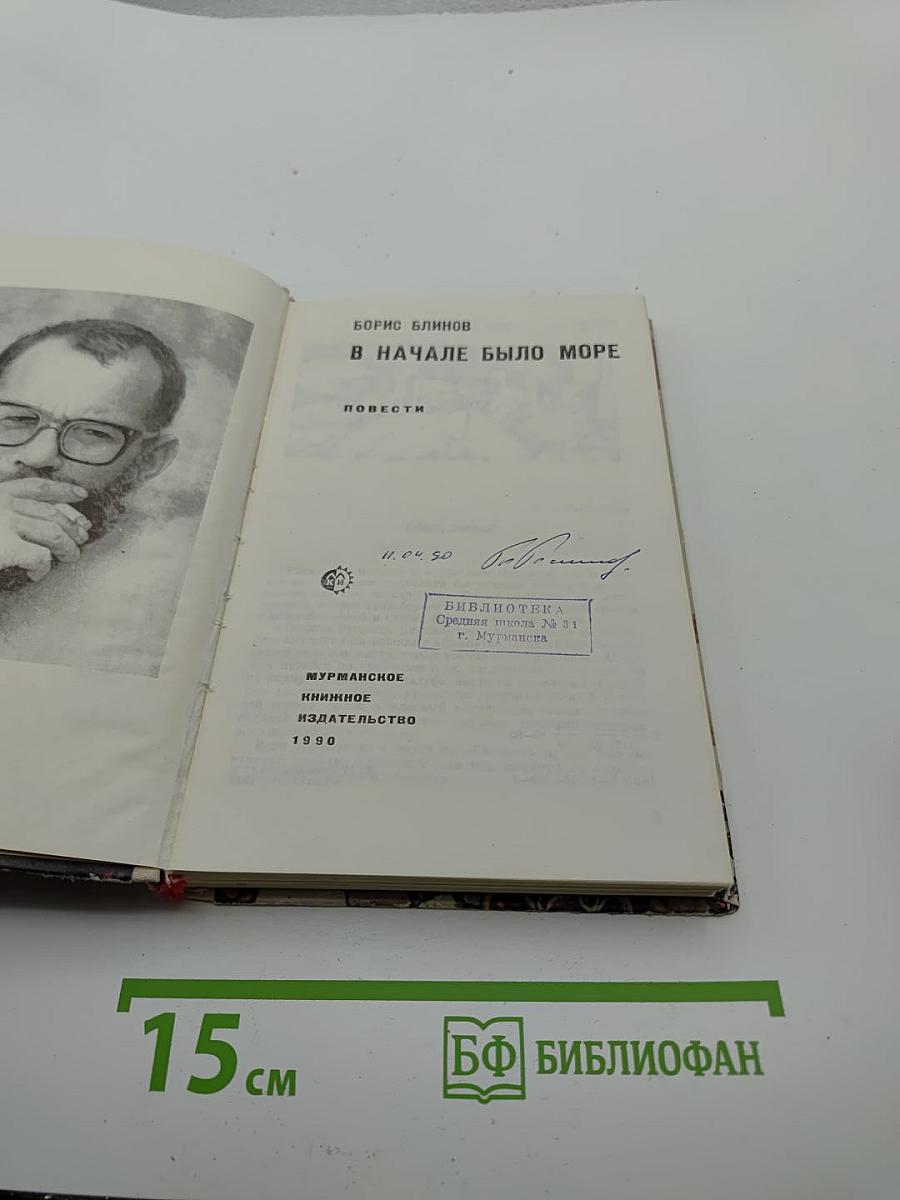 БОРИС БЛИНОВ
В НАЧАЛЕ БЫЛО МОРЕ
ПОВЕСТИ
11.04.90
КИ
БИБЛИОТЕКА
Средняя школа № 31
г. Мурманска
МУРМАНСКОЕ
КНИЖНОЕ
ИЗДАТЕЛЬСТВО
1990
15 см
БФ БИБЛИОФАН